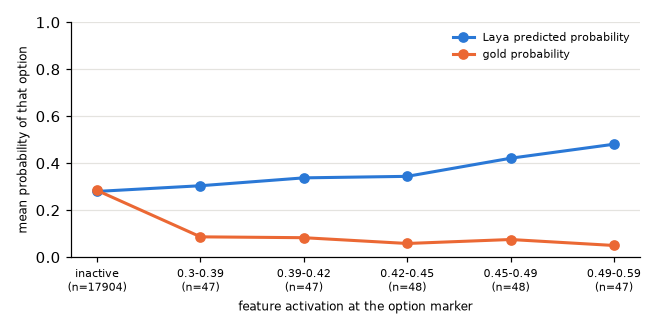 1.0
0.8
0.6
0.4
0.2
0.0
mean probability of that option
Laya predicted probability
gold probability
inactive
(n=17904)
0.3-0.39
(n=47)
0.39-0.42
(n=47)
0.42-0.45
(n=48)
0.45-0.49
(n=48)
0.49-0.59
(n=47)
feature activation at the option marker